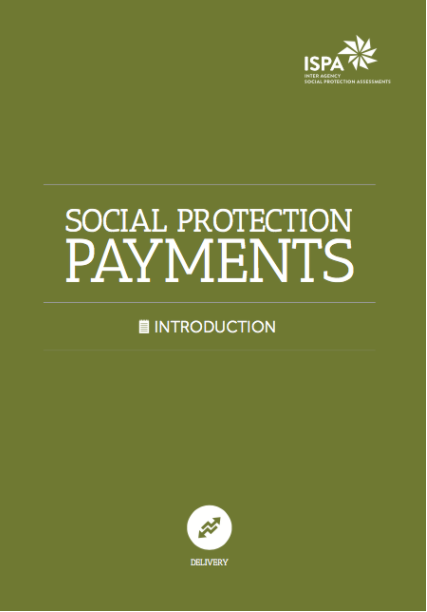 ISPA
INTER AGENCY
SOCIAL PROTECTION ASSESSMENTS
SOCIAL PROTECTION
PAYMENTS
INTRODUCTION
DELIVERY